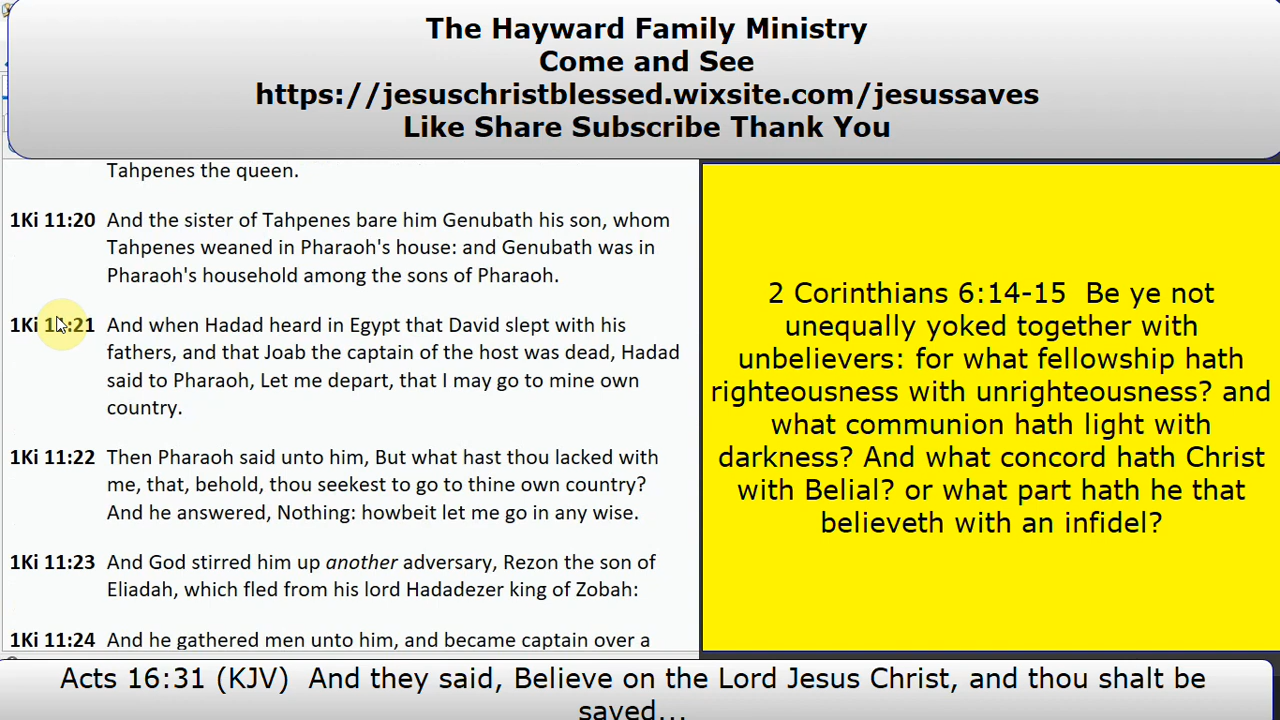 The Hayward Family Ministry
Come and See
https://jesuschristblessed.wixsite.com/jesussaves
Like Share Subscribe Thank You
Tahpenes the queen.
1Ki 11:20 And the sister of Tahpenes bare him Genubath his son, whom
Tahpenes weaned in Pharaoh's house: and Genubath was in
Pharaoh's household among the sons of Pharaoh.
1Ki 11:21 And when Hadad heard in Egypt that David slept with his
fathers, and that Joab the captain of the host was dead, Hadad
said to Pharaoh, Let me depart, that I may go to mine own
country.
1Ki 11:22 Then Pharaoh said unto him, But what hast thou lacked with
me, that, behold, thou seekest to go to thine own country?
And he answered, Nothing: howbeit let me go in any wise.
1Ki 11:23 And God stirred him up another adversary, Rezon the son of
Eliadah, which fled from his lord Hadadezer king of Zobah:
1Ki 11:24 And he gathered men unto him, and became captain over a
2 Corinthians 6:14-15 Be ye not
unequally yoked together with
unbelievers: for what fellowship hath
righteousness with unrighteousness? and
what communion hath light with
darkness? And what concord hath Christ
with Belial? or what part hath he that
believeth with an infidel?
Acts 16:31 (KJV) And they said, Believe on the Lord Jesus Christ, and thou shalt be
saved...